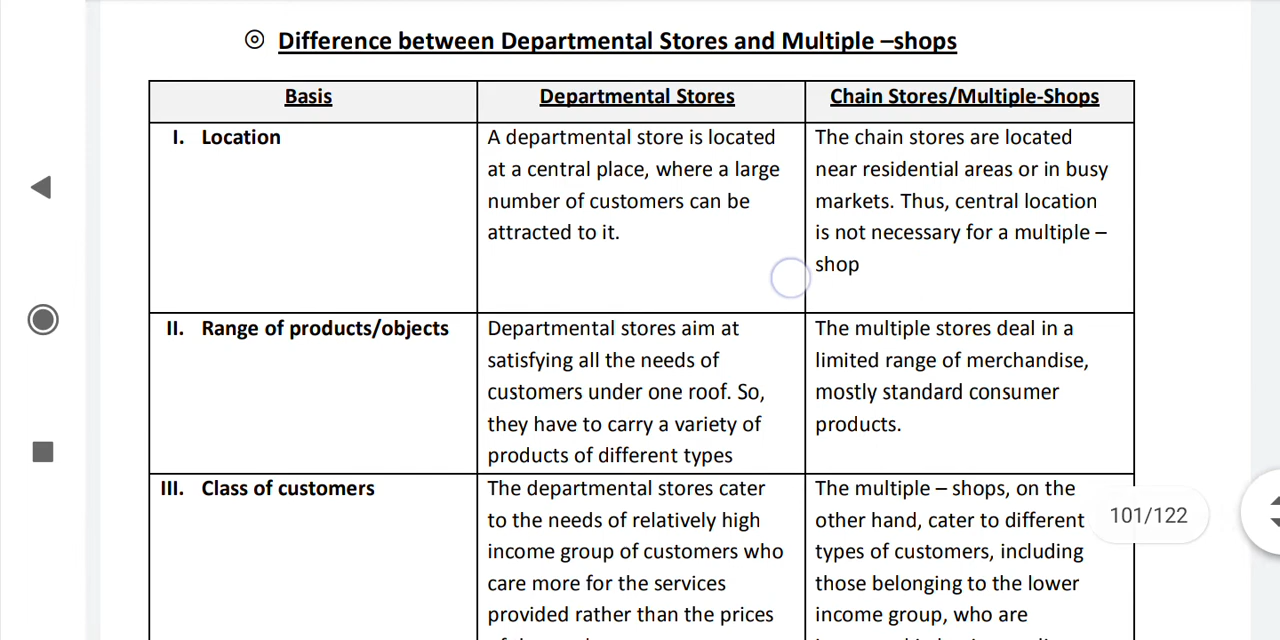 ◎ Difference between Departmental Stores and Multiple –shops
Basis
Departmental Stores
Chain Stores/Multiple-Shops
I. Location
A departmental store is located
at a central place, where a large
number of customers can be
attracted to it.
The chain stores are located
near residential areas or in busy
markets. Thus, central location
is not necessary for a multiple –
shop
II. Range of products/objects
Departmental stores aim at
satisfying all the needs of
customers under one roof. So,
they have to carry a variety of
products of different types
The multiple stores deal in a
limited range of merchandise,
mostly standard consumer
products.
III. Class of customers
The departmental stores cater
to the needs of relatively high
income group of customers who
care more for the services
provided rather than the prices
The multiple – shops, on the
other hand, cater to different
types of customers, including
those belonging to the lower
income group, who are
101/122